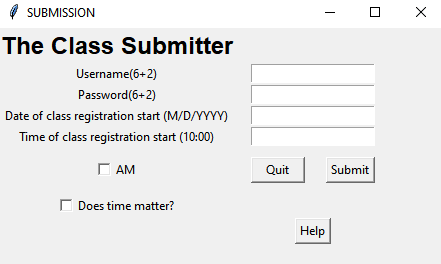 SUBMISSION
The Class Submitter
Username(6+2)
Password(6+2)
Date of class registration start (M/D/YYYY)
Time of class registration start (10:00)
AM Quit Submit
Does time matter?
Help